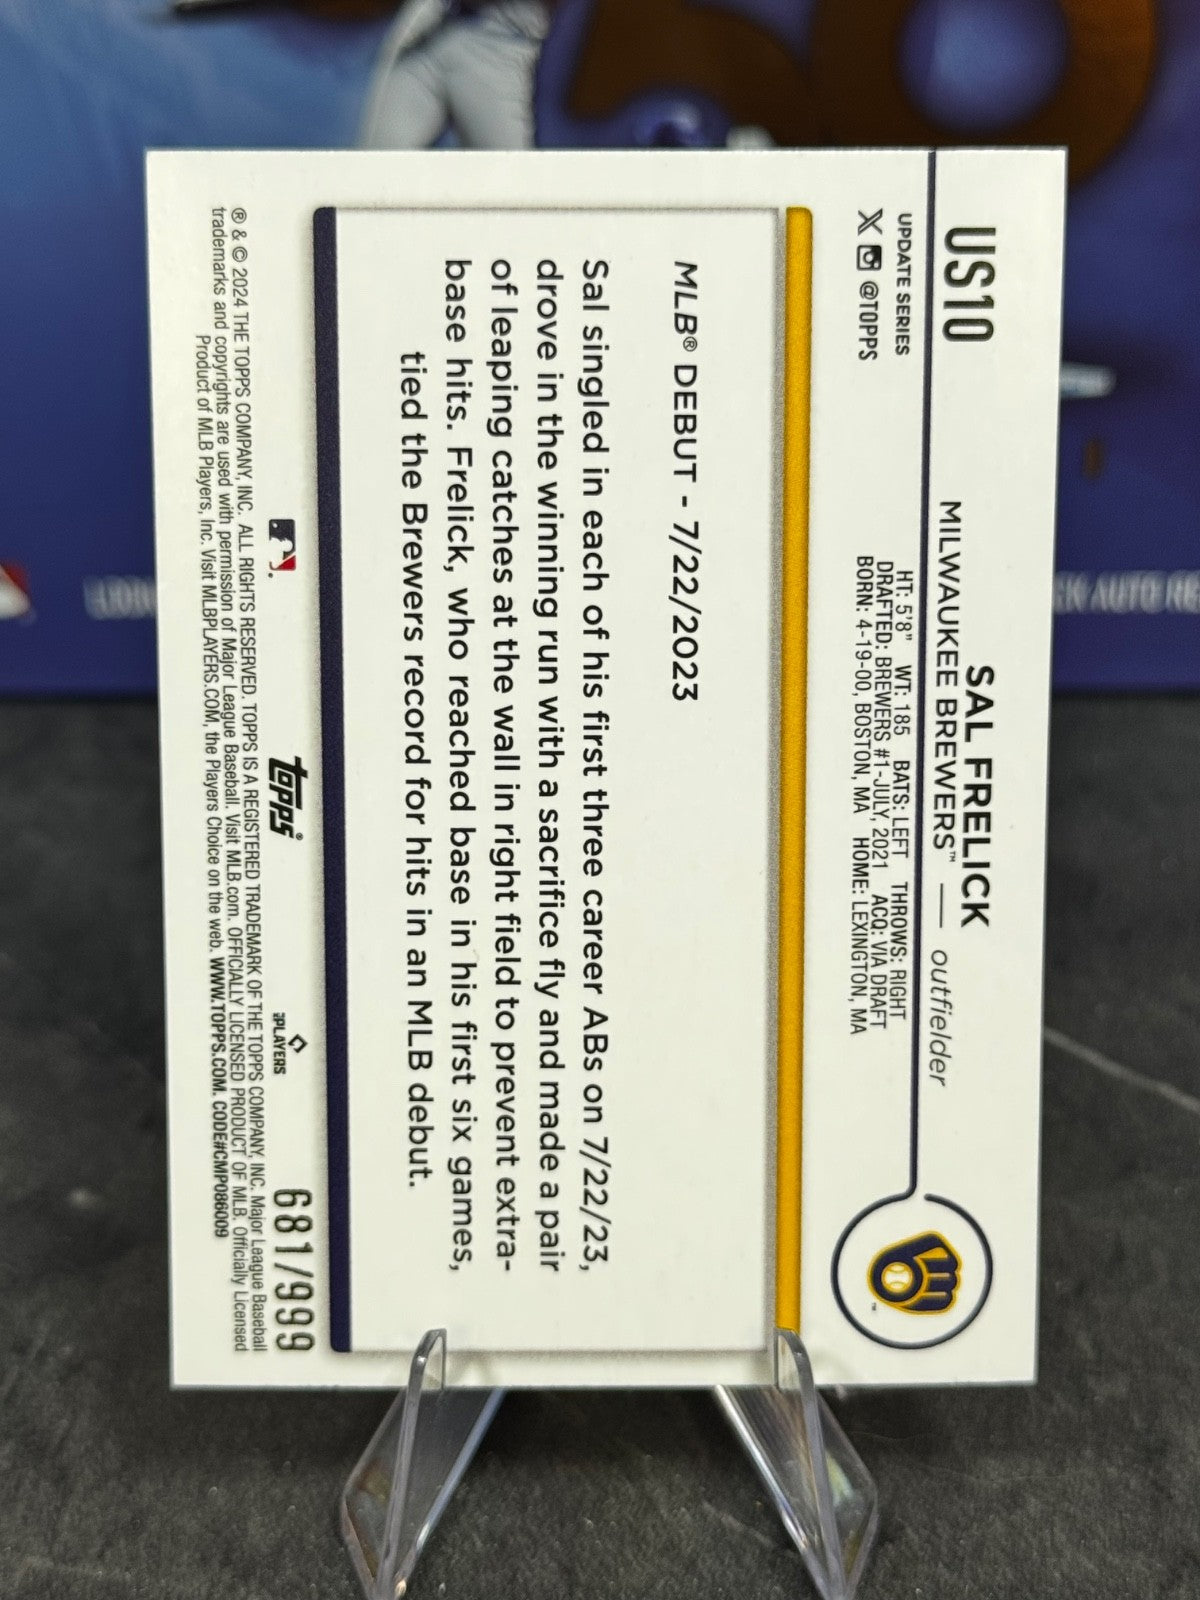 US10
SAL FRELICK
MILWAUKEE BREWERS™ — outfielder
UPDATE SERIES
X @TOPPS
HT: 5'8" WT: 185 BATS: LEFT THROWS: RIGHT
DRAFTED: BREWERS #1-JULY, 2021 ACQ: VIA DRAFT
BORN: 4-19-00, BOSTON, MA HOME: LEXINGTON, MA
MLB® DEBUT - 7/22/2023
Sal singled in each of his first three career ABs on 7/22/23,
drove in the winning run with a sacrifice fly and made a pair
of leaping catches at the wall in right field to prevent extra-
base hits. Frelick, who reached base in his first six games,
tied the Brewers record for hits in an MLB debut.
topps®
PLAYERS
681/999
® & © 2024 THE TOPPS COMPANY, INC. ALL RIGHTS RESERVED. TOPPS IS A REGISTERED TRADEMARK OF THE TOPPS COMPANY, INC. Major League Baseball
trademarks and copyrights are used with permission of Major League Baseball. Visit MLB.com. OFFICIALLY LICENSED PRODUCT OF MLB. Officially Licensed
Product of MLB Players, Inc. Visit MLBPLAYERS.COM, the Players Choice on the web. WWW.TOPPS.COM. CODE#CMP086009